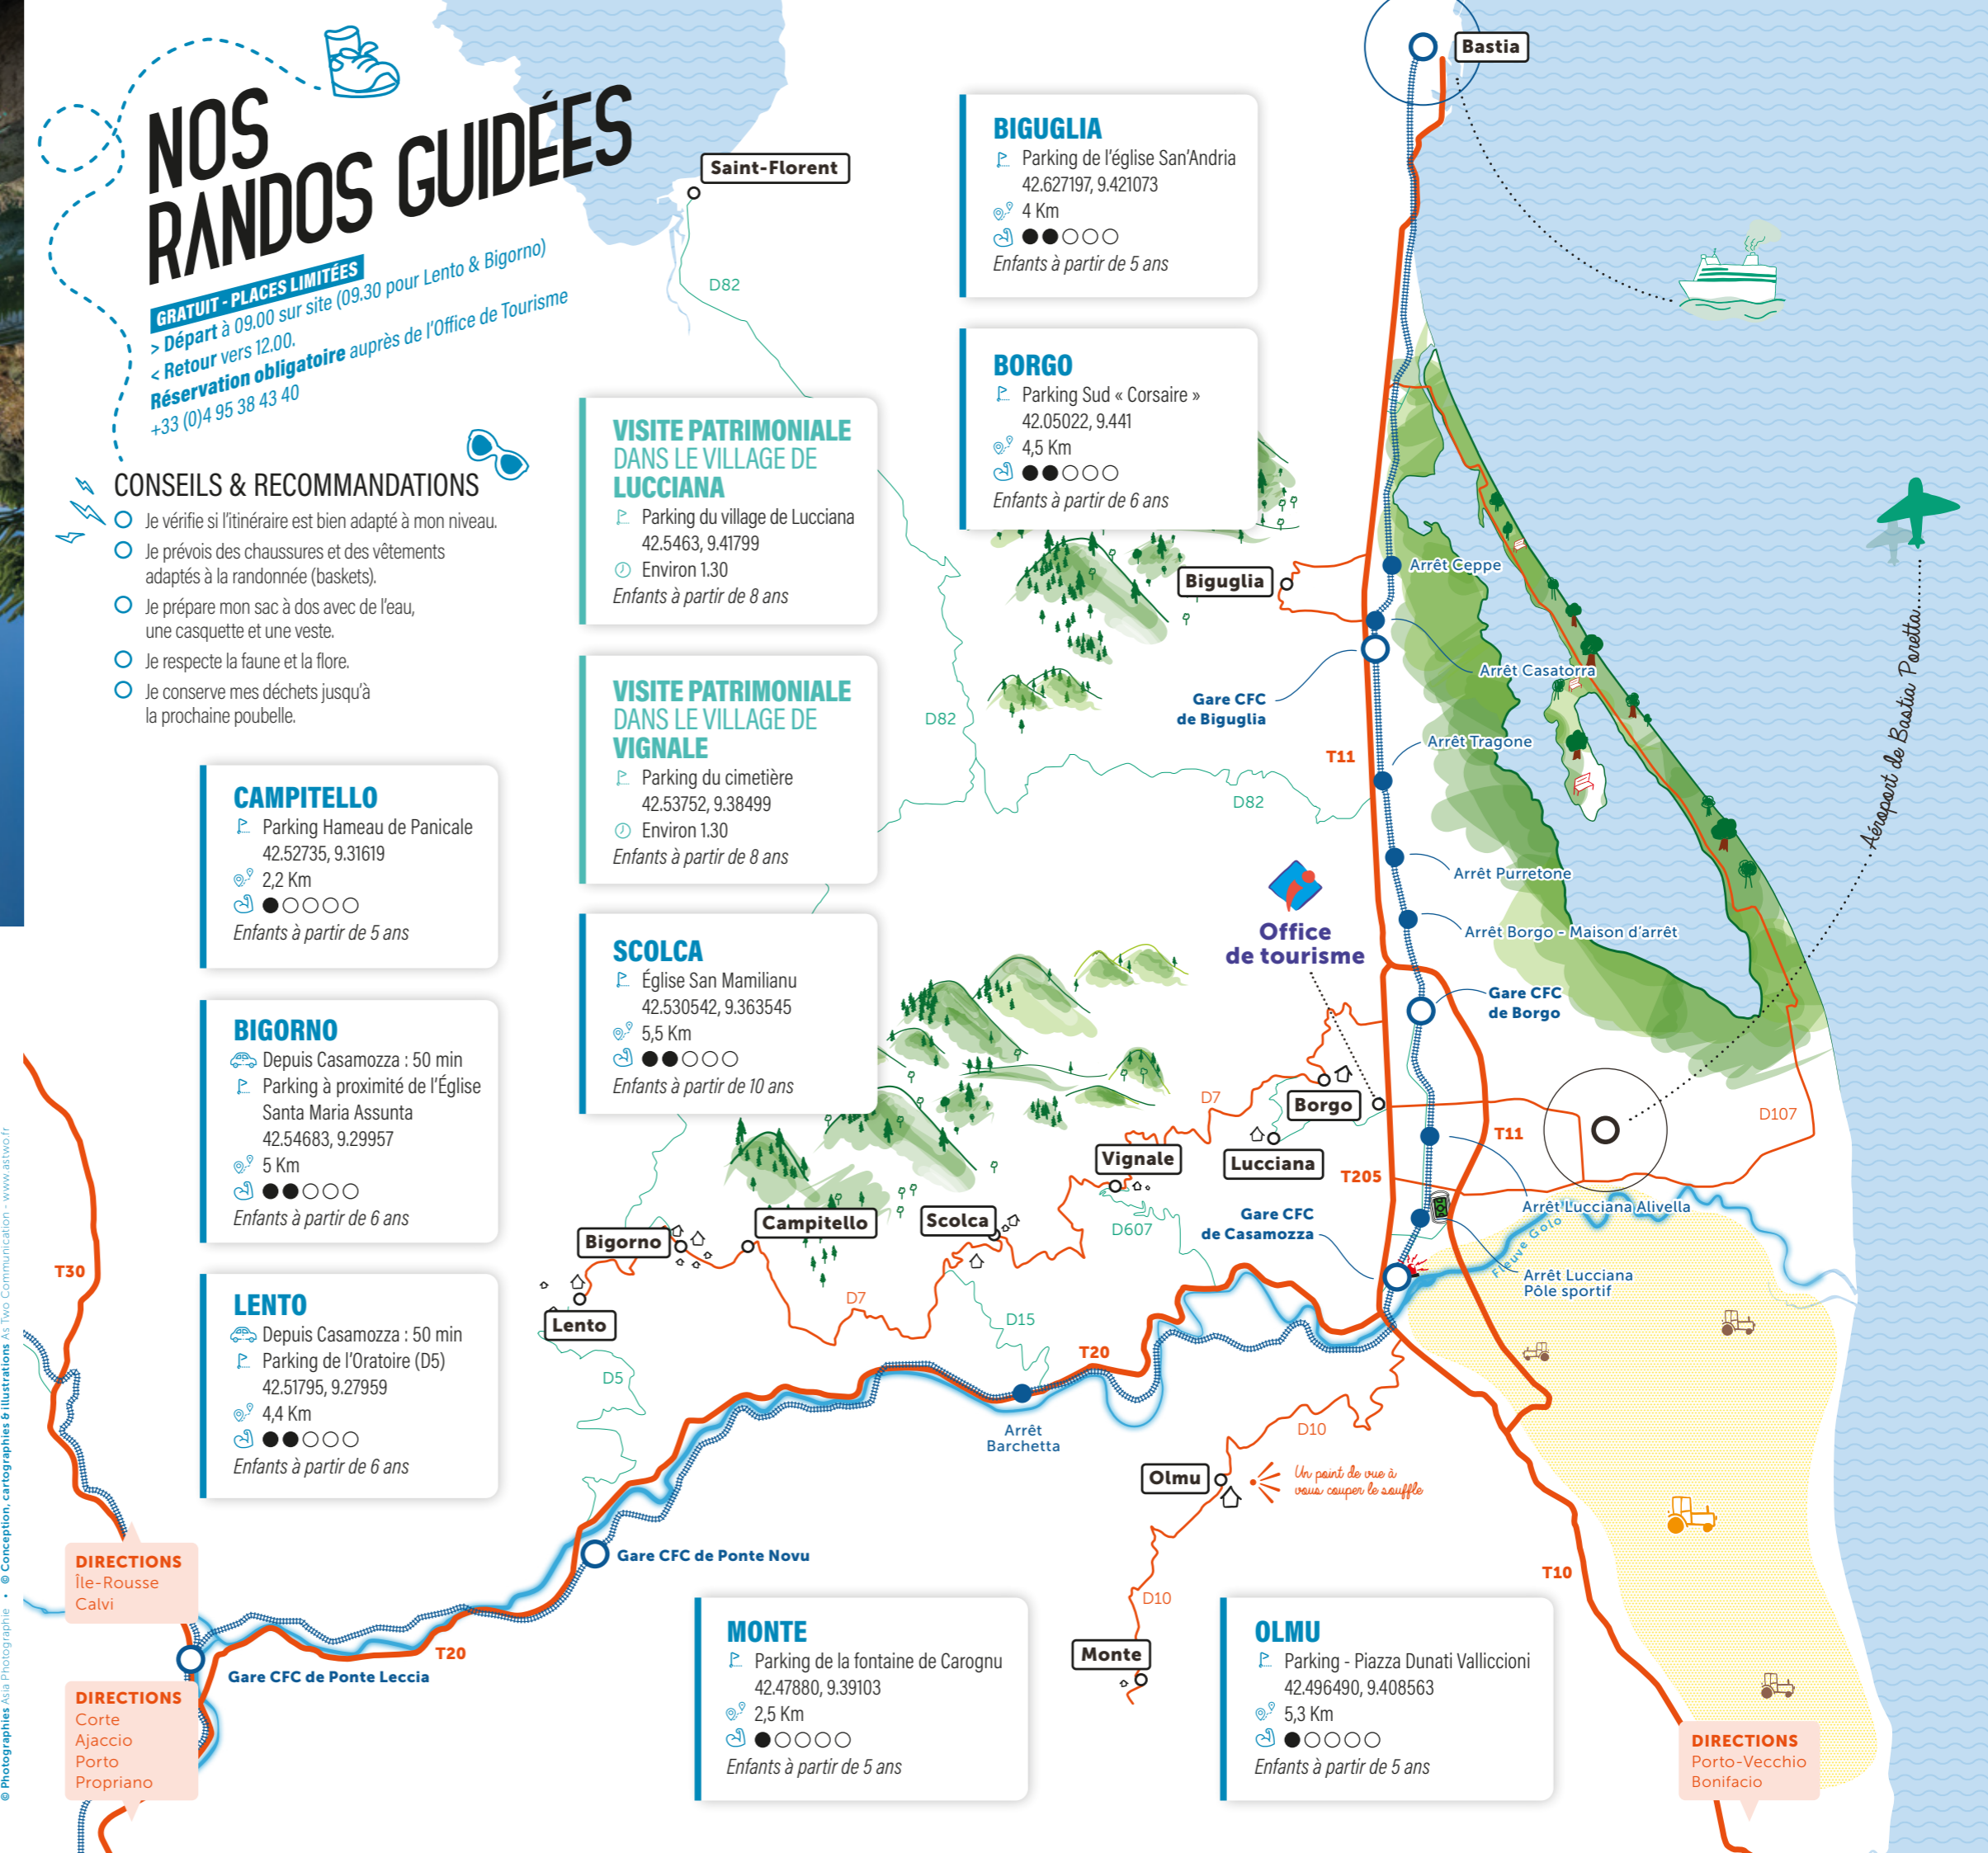 NOS
RANDOS GUIDÉES
GRATUIT - PLACES LIMITÉES
> Départ à 09.00 sur site (09.30 pour Lento & Bigorno)
< Retour vers 12.00.
Réservation obligatoire auprès de l'Office de Tourisme
+33 (0)4 95 38 43 40
CONSEILS & RECOMMANDATIONS
Je vérifie si l'itinéraire est bien adapté à mon niveau.
Je prévois des chaussures et des vêtements
adaptés à la randonnée (baskets).
Je prépare mon sac à dos avec de l'eau,
une casquette et une veste.
Je respecte la faune et la flore.
Je conserve mes déchets jusqu'à
la prochaine poubelle.
CAMPITELLO
Parking Hameau de Panicale
42.52735, 9.31619
2,2 Km
Enfants à partir de 5 ans
BIGORNO
Depuis Casamozza : 50 min
Parking à proximité de l'Église
Santa Maria Assunta
42.54683, 9.29957
5 Km
Enfants à partir de 6 ans
LENTO
Depuis Casamozza : 50 min
Parking de l'Oratoire (D5)
42.51795, 9.27959
4,4 Km
Enfants à partir de 6 ans
VISITE PATRIMONIALE
DANS LE VILLAGE DE
LUCCIANA
Parking du village de Lucciana
42.5463, 9.41799
Environ 1.30
Enfants à partir de 8 ans
VISITE PATRIMONIALE
DANS LE VILLAGE DE
VIGNALE
Parking du cimetière
42.53752, 9.38499
Environ 1.30
Enfants à partir de 8 ans
SCOLCA
Église San Mamilianu
42.530542, 9.363545
5,5 Km
Enfants à partir de 10 ans
BIGUGLIA
Parking de l'église San'Andria
42.627197, 9.421073
4 Km
Enfants à partir de 5 ans
BORGO
Parking Sud « Corsaire »
42.05022, 9.441
4,5 Km
Enfants à partir de 6 ans
MONTE
Parking de la fontaine de Carognu
42.47880, 9.39103
2,5 Km
Enfants à partir de 5 ans
OLMU
Parking - Piazza Dunati Valliccioni
42.496490, 9.408563
5,3 Km
Enfants à partir de 5 ans
Bastia
Saint-Florent
D82
Biguglia
Arrêt Ceppe
Arrêt Casatorra
Gare CFC
de Biguglia
D82
Arrêt Tragone
T11
D82
Aéroport de Bastia Poretta
Arrêt Purretone
Office
de tourisme
Arrêt Borgo - Maison d'arrêt
Gare CFC
de Borgo
D7
Borgo
D107
T11
Vignale
Lucciana
T205
Arrêt Lucciana Alivella
Campitello
Scolca
D607
Gare CFC
de Casamozza
Bigorno
Fleuve Golo
Arrêt Lucciana
Pôle sportif
T30
D7
Lento
D15
T20
D5
Arrêt
Barchetta
D10
Olmu
Un point de vue à
vous couper le souffle
Gare CFC de Ponte Novu
DIRECTIONS
Île-Rousse
Calvi
T10
D10
Monte
T20
Gare CFC de Ponte Leccia
DIRECTIONS
Corte
Ajaccio
Porto
Propriano
DIRECTIONS
Porto-Vecchio
Bonifacio
© Photographies Asia Photographie • © Conception, cartographies & illustrations As Two Communication - www.astwo.fr